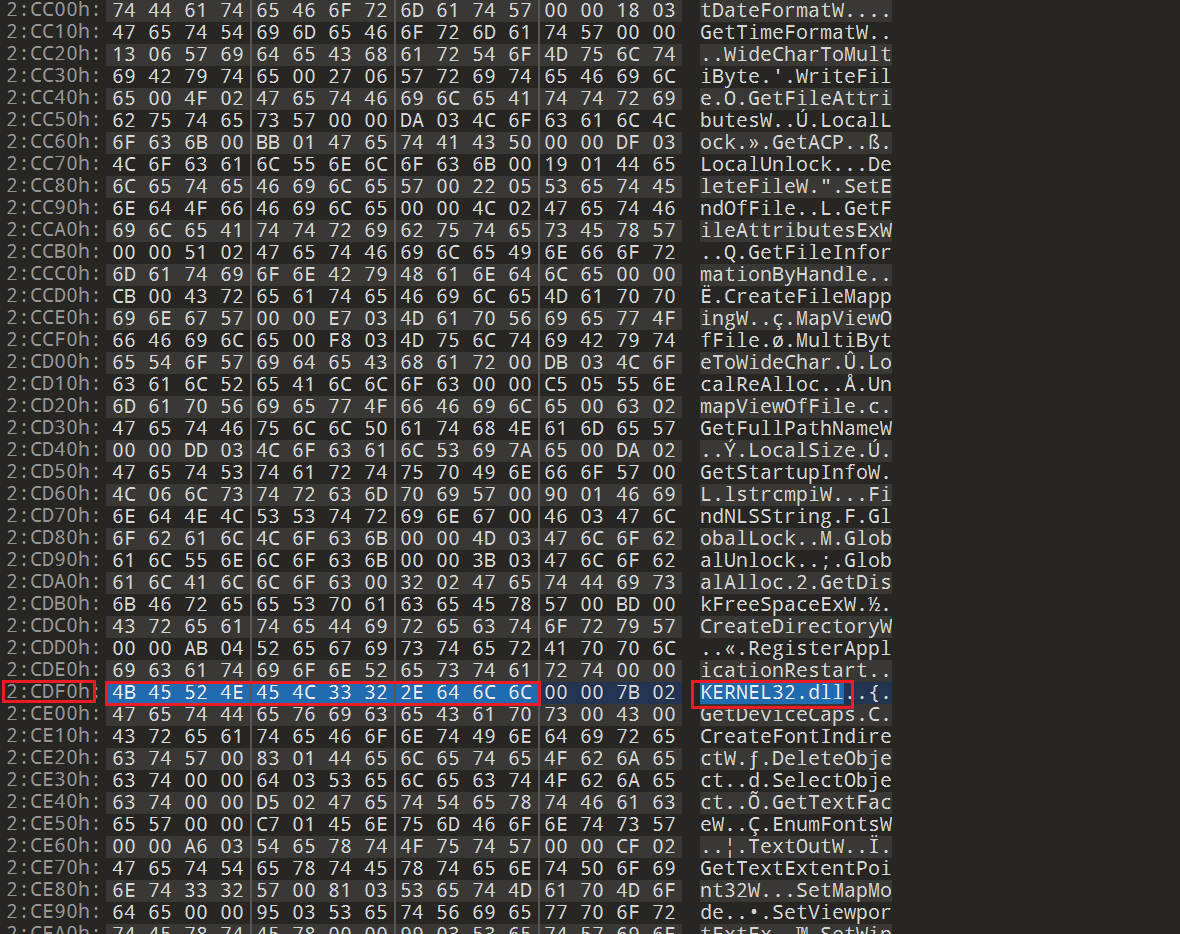 2:CC00h: 74 44 61 74 65 46 6F 72 6D 61 74 57 00 00 18 03 tDateFormatW....
2:CC10h: 47 65 74 54 69 6D 65 46 6F 72 6D 61 74 57 00 00 GetTimeFormatW..
2:CC20h: 13 06 57 69 64 65 43 68 61 72 54 6F 4D 75 6C 74 ..WideCharToMult
2:CC30h: 69 42 79 74 65 00 27 06 57 72 69 74 65 46 69 6C iByte.'.WriteFil
2:CC40h: 65 00 4F 02 47 65 74 46 69 6C 65 41 74 74 72 69 e.O.GetFileAttri
2:CC50h: 62 75 74 65 73 57 00 00 DA 03 4C 6F 63 61 6C 4C butesW..Ú.LocalL
2:CC60h: 6F 63 6B 00 BB 01 47 65 74 41 43 50 00 00 DF 03 ock.».GetACP..ß.
2:CC70h: 4C 6F 63 61 6C 55 6E 6C 6F 63 6B 00 19 01 44 65 LocalUnlock...De
2:CC80h: 6C 65 74 65 46 69 6C 65 57 00 22 05 53 65 74 45 leteFileW.".SetE
2:CC90h: 6E 64 4F 66 46 69 6C 65 00 00 4C 02 47 65 74 46 ndOfFile..L.GetF
2:CCA0h: 69 6C 65 41 74 74 72 69 62 75 74 65 73 45 78 57 ileAttributesExW
2:CCB0h: 00 00 51 02 47 65 74 46 69 6C 65 49 6E 66 6F 72 ..Q.GetFileInfor
2:CCC0h: 6D 61 74 69 6F 6E 42 79 48 61 6E 64 6C 65 00 00 mationByHandle..
2:CCD0h: CB 00 43 72 65 61 74 65 46 69 6C 65 4D 61 70 70 Ë.CreateFileMapp
2:CCE0h: 69 6E 67 57 00 00 E7 03 4D 61 70 56 69 65 77 4F ingW..ç.MapViewO
2:CCF0h: 66 46 69 6C 65 00 F8 03 4D 75 6C 74 69 42 79 74 fFile.ø.MultiByt
2:CD00h: 65 54 6F 57 69 64 65 43 68 61 72 00 DB 03 4C 6F eToWideChar.Û.Lo
2:CD10h: 63 61 6C 52 65 41 6C 6C 6F 63 00 00 C5 05 55 6E calReAlloc..Å.Un
2:CD20h: 6D 61 70 56 69 65 77 4F 66 46 69 6C 65 00 63 02 mapViewOfFile.c.
2:CD30h: 47 65 74 46 75 6C 6C 50 61 74 68 4E 61 6D 65 57 GetFullPathNameW
2:CD40h: 00 00 DD 03 4C 6F 63 61 6C 53 69 7A 65 00 DA 02 ..Ý.LocalSize.Ú.
2:CD50h: 47 65 74 53 74 61 72 74 75 70 49 6E 66 6F 57 00 GetStartupInfoW.
2:CD60h: 4C 06 6C 73 74 72 63 6D 70 69 57 00 90 01 46 69 L.lstrcmpiW...Fi
2:CD70h: 6E 64 4E 4C 53 53 74 72 69 6E 67 00 46 03 47 6C ndNLSString.F.Gl
2:CD80h: 6F 62 61 6C 4C 6F 63 6B 00 00 4D 03 47 6C 6F 62 obalLock..M.Glob
2:CD90h: 61 6C 55 6E 6C 6F 63 6B 00 00 3B 03 47 6C 6F 62 alUnlock..;.Glob
2:CDA0h: 61 6C 41 6C 6C 6F 63 00 32 02 47 65 74 44 69 73 alAlloc.2.GetDis
2:CDB0h: 6B 46 72 65 65 53 70 61 63 65 45 78 57 00 BD 00 kFreeSpaceExW.½.
2:CDC0h: 43 72 65 61 74 65 44 69 72 65 63 74 6F 72 79 57 CreateDirectoryW
2:CDD0h: 00 00 AB 04 52 65 67 69 73 74 65 72 41 70 70 6C ..«.RegisterAppl
2:CDE0h: 69 63 61 74 69 6F 6E 52 65 73 74 61 72 74 00 00 icationRestart..
2:CDF0h: 4B 45 52 4E 45 4C 33 32 2E 64 6C 6C 00 00 7B 02 KERNEL32.dll..{.
2:CE00h: 47 65 74 44 65 76 69 63 65 43 61 70 73 00 43 00 GetDeviceCaps.C.
2:CE10h: 43 72 65 61 74 65 46 6F 6E 74 49 6E 64 69 72 65 CreateFontIndire
2:CE20h: 63 74 57 00 83 01 44 65 6C 65 74 65 4F 62 6A 65 ctW.ƒ.DeleteObje
2:CE30h: 63 74 00 00 64 03 53 65 6C 65 63 74 4F 62 6A 65 ct..d.SelectObje
2:CE40h: 63 74 00 00 D5 02 47 65 74 54 65 78 74 46 61 63 ct..Õ.GetTextFac
2:CE50h: 65 57 00 00 C7 01 45 6E 75 6D 46 6F 6E 74 73 57 eW..Ç.EnumFontsW
2:CE60h: 00 00 A6 03 54 65 78 74 4F 75 74 57 00 00 CF 02 ..¦.TextOutW..Ï.
2:CE70h: 47 65 74 54 65 78 74 45 78 74 65 6E 74 50 6F 69 GetTextExtentPoi
2:CE80h: 6E 74 33 32 57 00 81 03 53 65 74 4D 61 70 4D 6F nt32W...SetMapMo
2:CE90h: 64 65 00 00 95 03 53 65 74 56 69 65 77 70 6F 72 de..•.SetViewpor
2:CEA0h: 74 45 78 74 45 78 00 00 99 03 53 65 74 57 69 6E tExtEx..™.SetWin